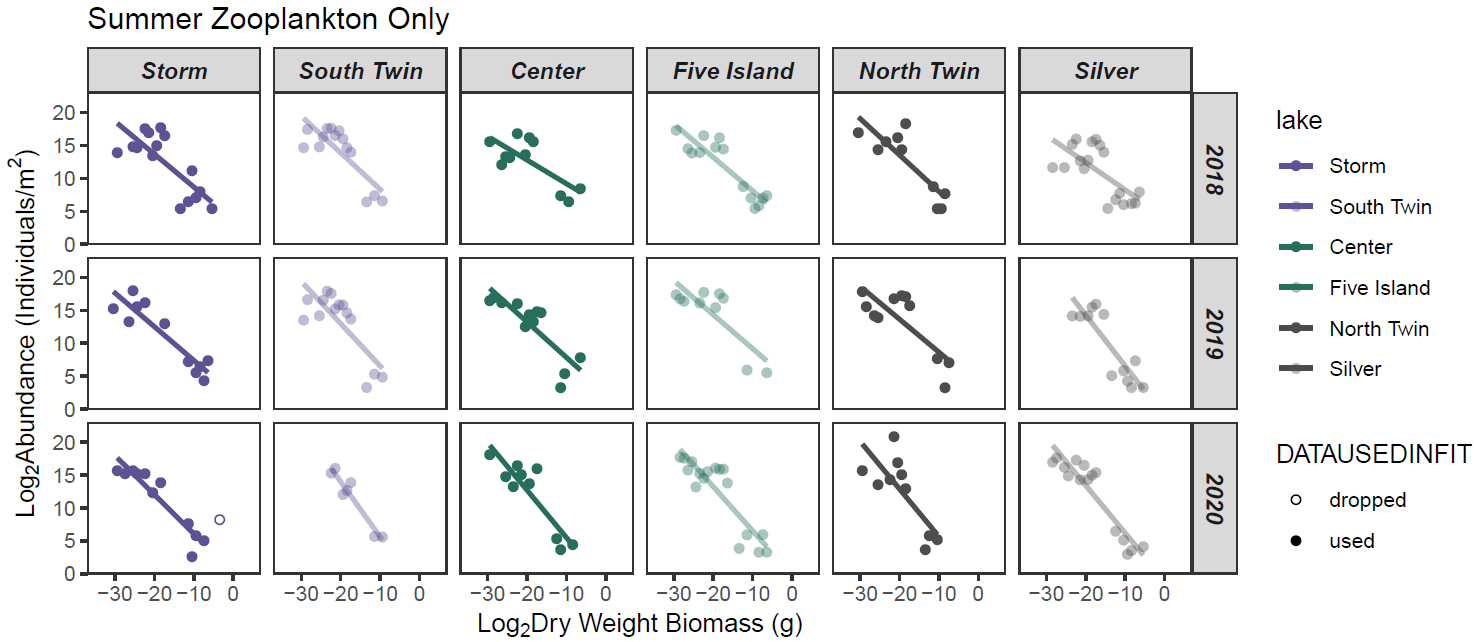 Summer Zooplankton Only
Storm South Twin Center Five Island North Twin Silver
Log2Abundance (Individuals/m²)
20
15
10
5
0
2018
20
15
10
5
0
2019
20
15
10
5
0
2020
−30 −20 −10 0 −30 −20 −10 0 −30 −20 −10 0 −30 −20 −10 0 −30 −20 −10 0 −30 −20 −10 0
Log₂Dry Weight Biomass (g)
lake
Storm
South Twin
Center
Five Island
North Twin
Silver
DATAUSEDINFIT
dropped
used